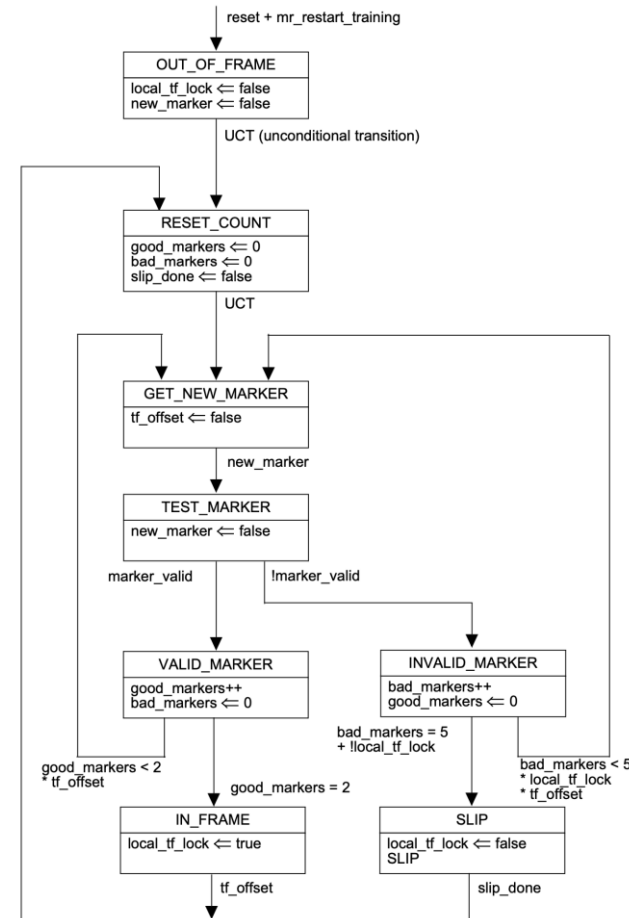 reset + mr_restart_training
OUT_OF_FRAME
local_tf_lock ⇐ false
new_marker ⇐ false
UCT (unconditional transition)
RESET_COUNT
good_markers ⇐ 0
bad_markers ⇐ 0
slip_done ⇐ false
UCT
GET_NEW_MARKER
tf_offset ⇐ false
new_marker
TEST_MARKER
new_marker ⇐ false
marker_valid
!marker_valid
VALID_MARKER
good_markers++
bad_markers ⇐ 0
INVALID_MARKER
bad_markers++
good_markers ⇐ 0
good_markers < 2
* tf_offset
good_markers = 2
bad_markers = 5
+ !local_tf_lock
bad_markers < 5
* local_tf_lock
* tf_offset
IN_FRAME
local_tf_lock ⇐ true
tf_offset
SLIP
local_tf_lock ⇐ false
SLIP
slip_done